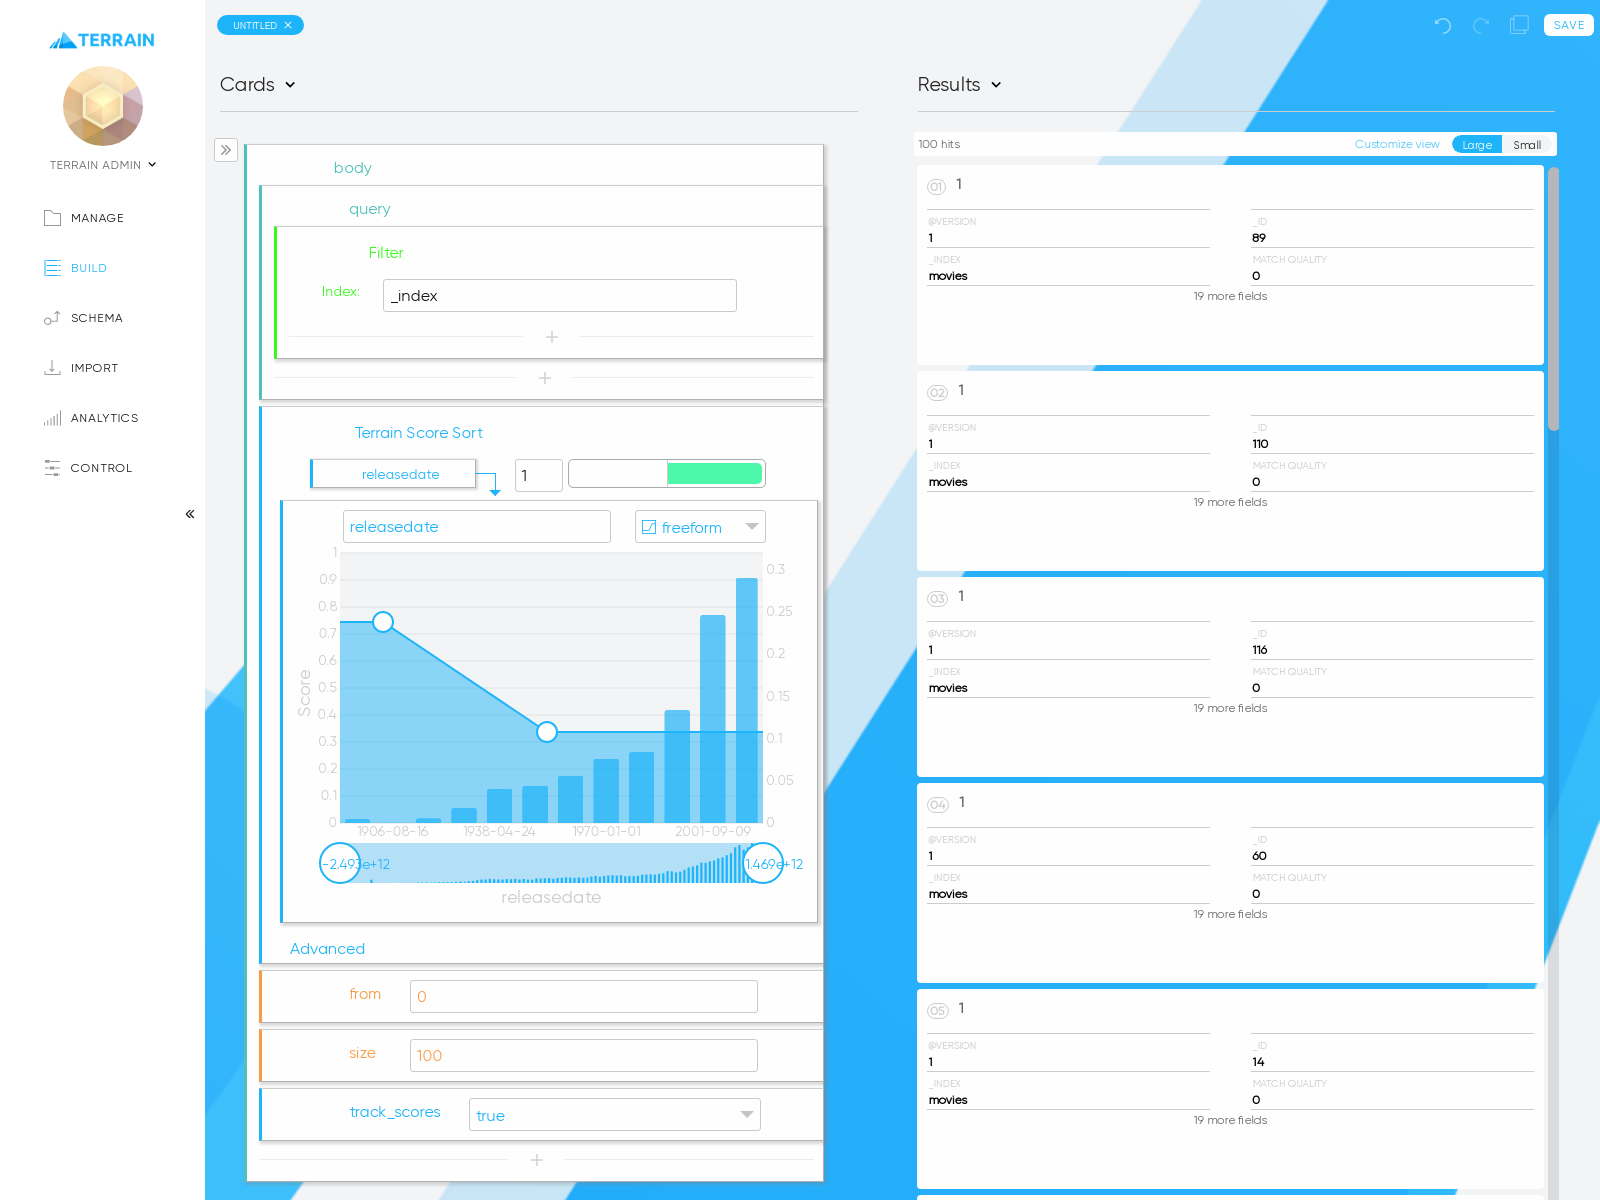 TERRAIN
TERRAIN ADMIN
MANAGE
BUILD
SCHEMA
IMPORT
ANALYTICS
CONTROL
UNTITLED
SAVE
Cards
body
query
Filter
Index:
_index
Terrain Score Sort
releasedate
1
releasedate
freeform
Score
1
0.9
0.8
0.7
0.6
0.5
0.4
0.3
0.2
0.1
0
0.3
0.25
0.2
0.15
0.1
0.05
0
1906-08-16 1938-04-24 1970-01-01 2001-09-09
-2.493e+12 1.469e+12
releasedate
Advanced
from 0
size 100
track_scores true
Results
100 hits Customize view Large Small
01 1
@VERSION _ID
1 89
_INDEX MATCH QUALITY
movies 0
19 more fields
02 1
@VERSION _ID
1 110
_INDEX MATCH QUALITY
movies 0
19 more fields
03 1
@VERSION _ID
1 116
_INDEX MATCH QUALITY
movies 0
19 more fields
04 1
@VERSION _ID
1 60
_INDEX MATCH QUALITY
movies 0
19 more fields
05 1
@VERSION _ID
1 14
_INDEX MATCH QUALITY
movies 0
19 more fields